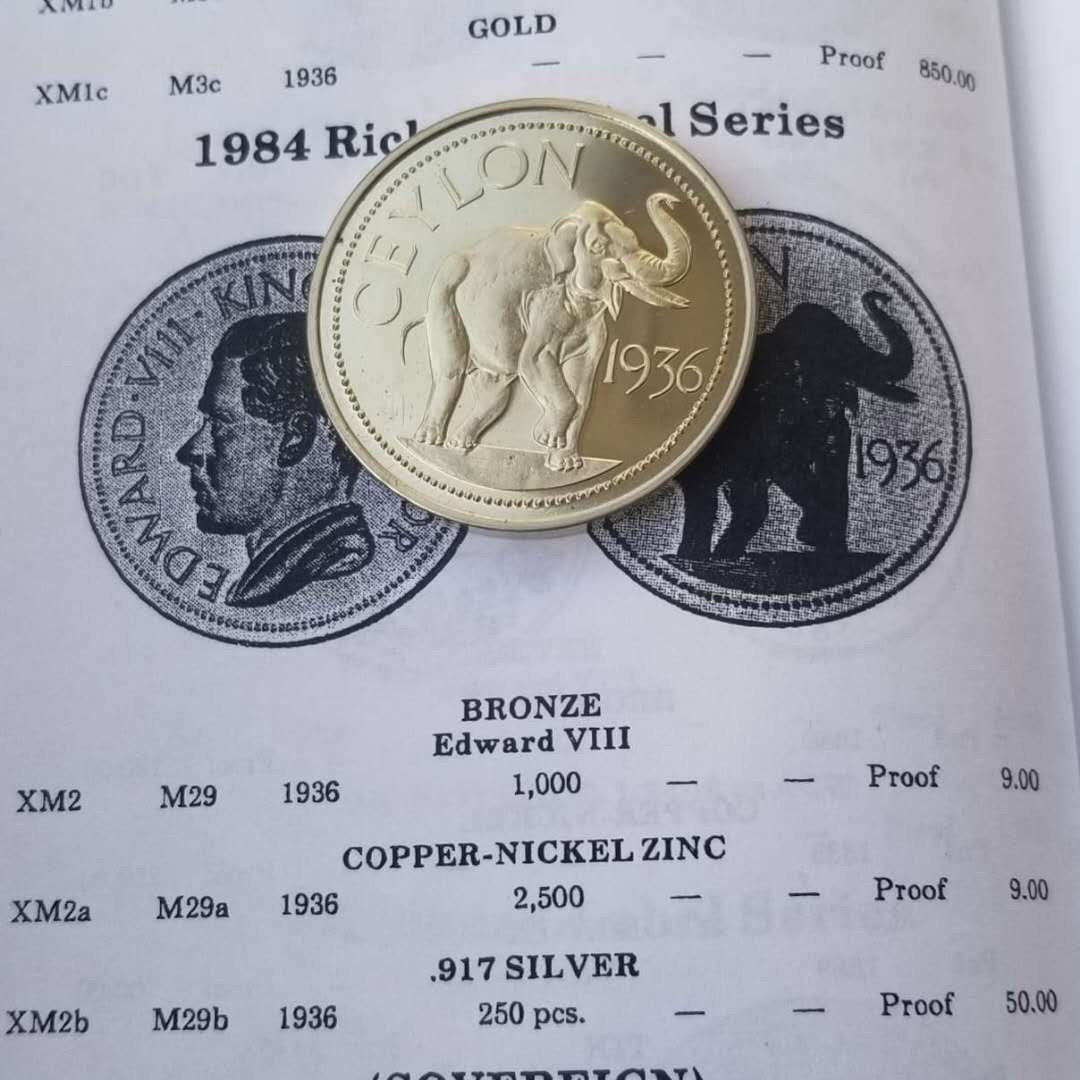 GOLD
XM1c M3c 1936 — — — Proof 850.00
1984 Series
CEYLON
1936
EDWARD·VIII·KING
1936
BRONZE
Edward VIII
XM2 M29 1936 1,000 — — Proof 9.00
COPPER-NICKEL ZINC
XM2a M29a 1936 2,500 — — Proof 9.00
.917 SILVER
XM2b M29b 1936 250 pcs. — — Proof 50.00
(SOVEREIGN)